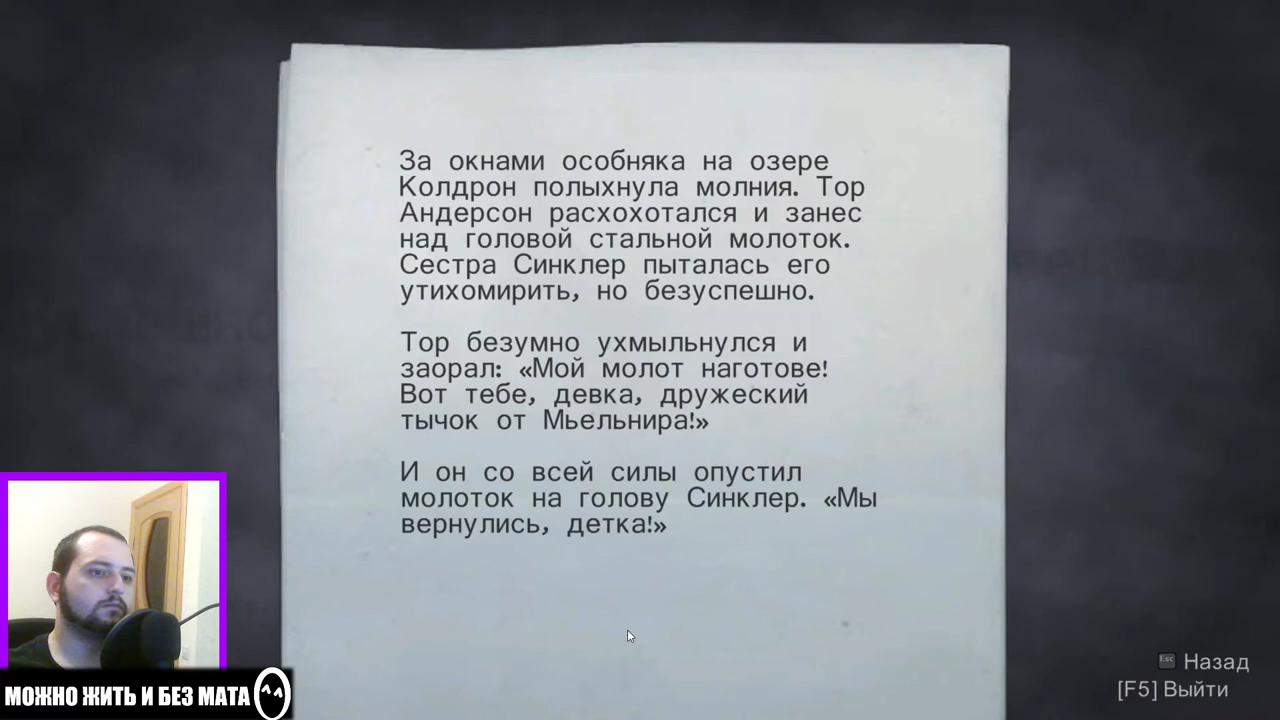 За окнами особняка на озере
Колдрон полыхнула молния. Тор
Андерсон расхохотался и занес
над головой стальной молоток.
Сестра Синклер пыталась его
утихомирить, но безуспешно.
Тор безумно ухмыльнулся и
заорал: «Мой молот наготове!
Вот тебе, девка, дружеский
тычок от Мьельнира!»
И он со всей силы опустил
молоток на голову Синклер. «Мы
вернулись, детка!»
Esc Назад
[F5] Выйти
МОЖНО ЖИТЬ И БЕЗ МАТА